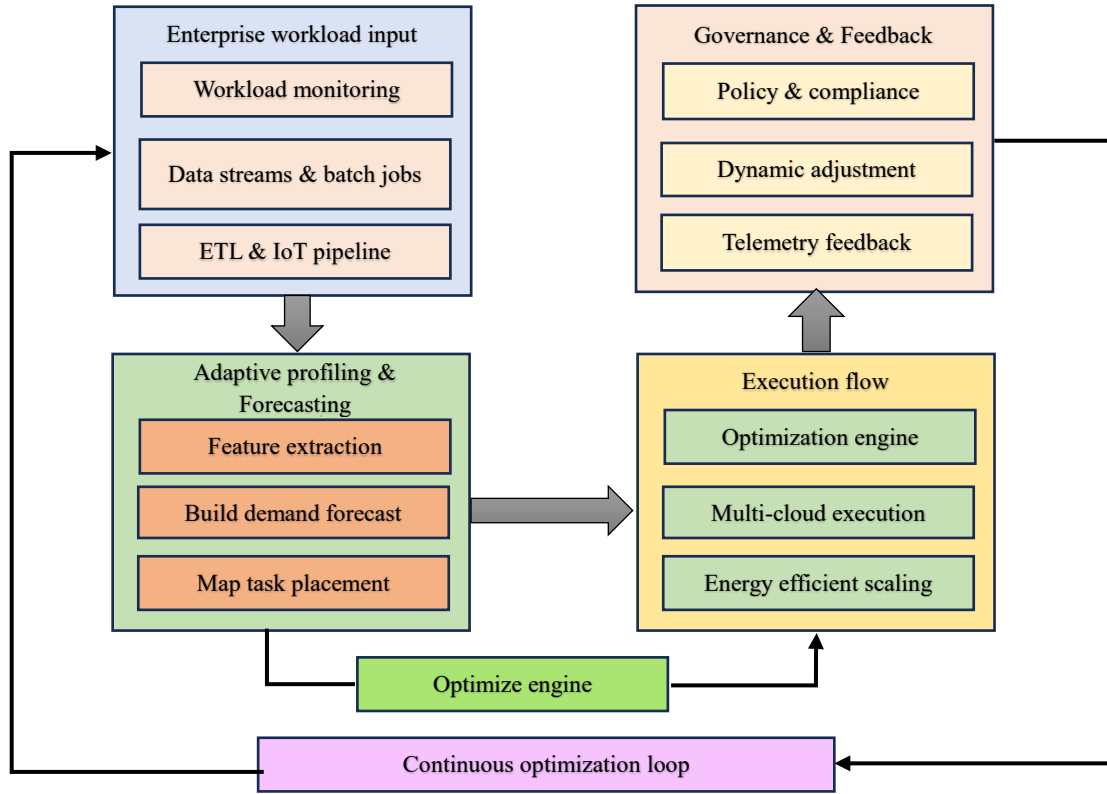 Enterprise workload input
Workload monitoring
Data streams & batch jobs
ETL & IoT pipeline
Adaptive profiling &
Forecasting
Feature extraction
Build demand forecast
Map task placement
Governance & Feedback
Policy & compliance
Dynamic adjustment
Telemetry feedback
Execution flow
Optimization engine
Multi-cloud execution
Energy efficient scaling
Optimize engine
Continuous optimization loop